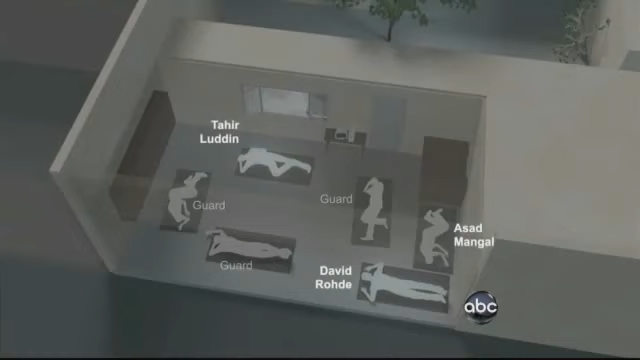 Tahir
Luddin
Guard
Guard
Asad
Mangal
Guard
David
Rohde
abc